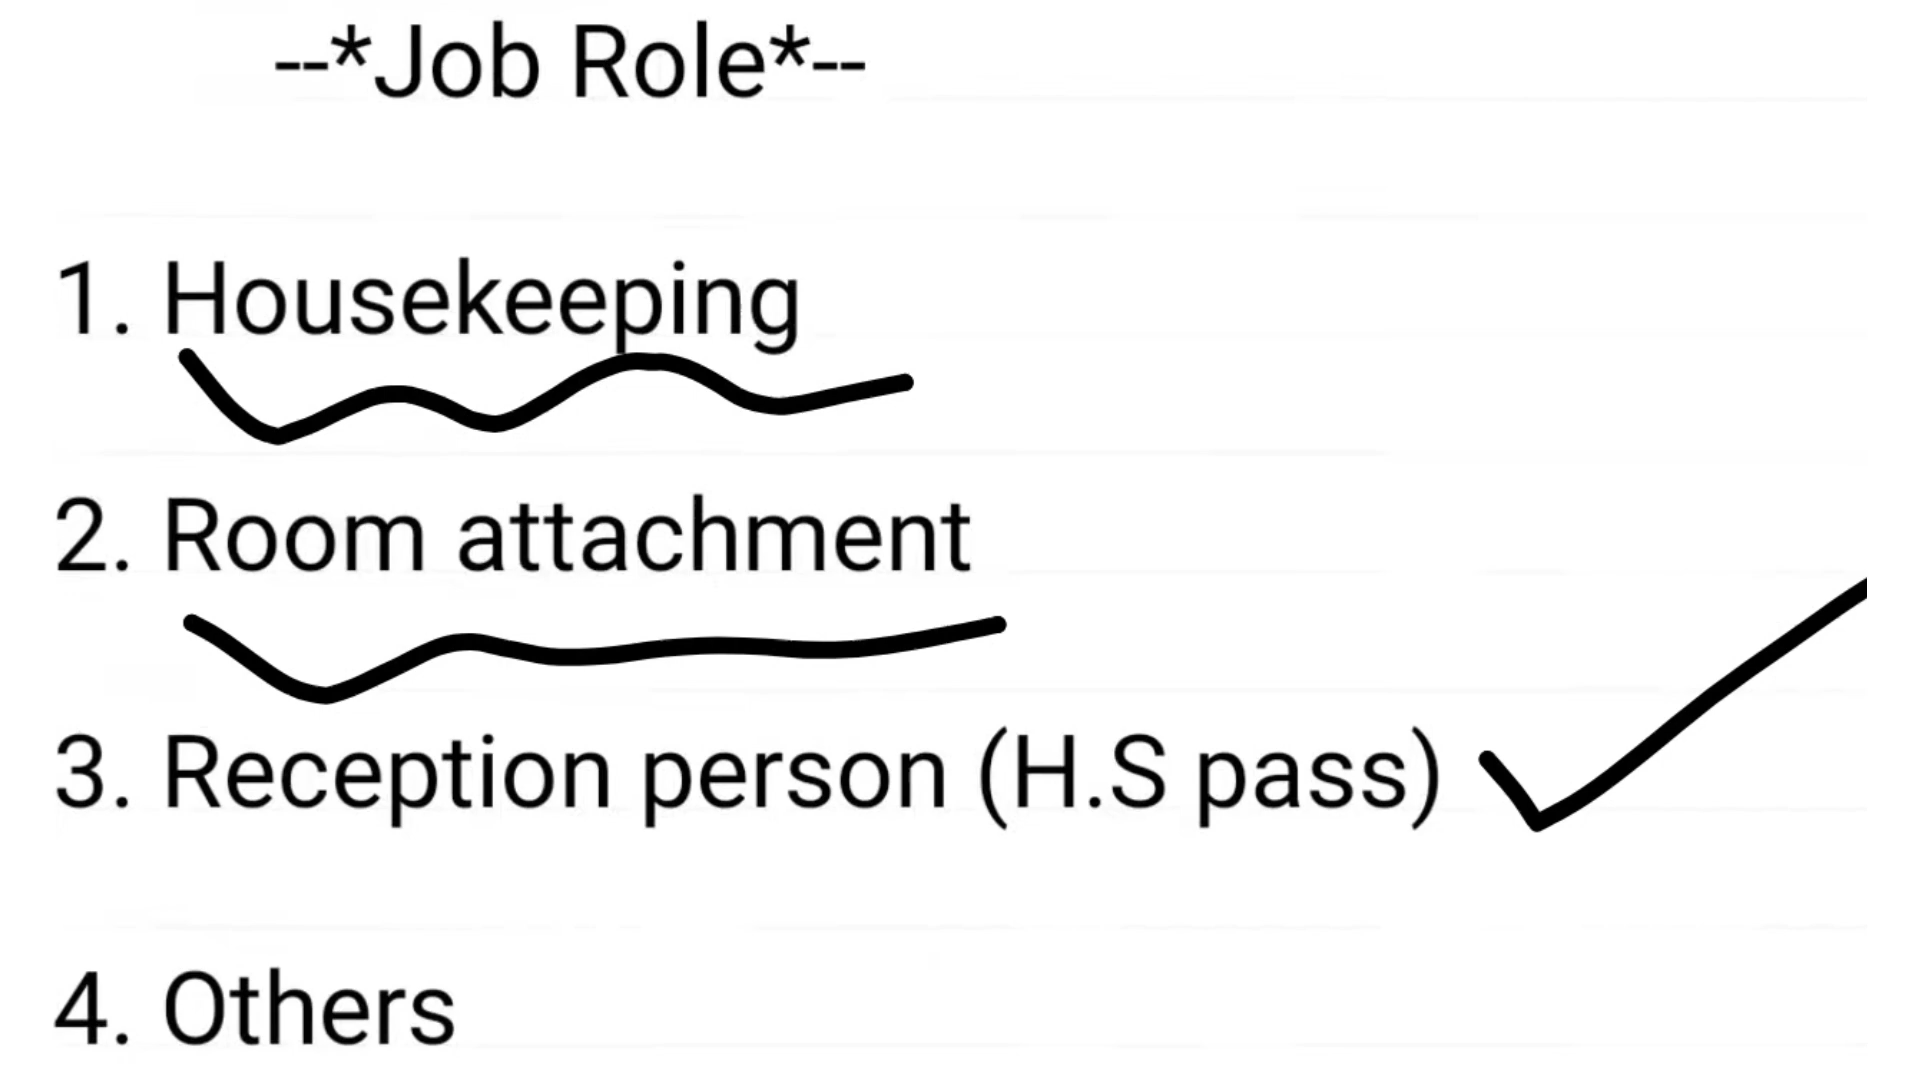 --*Job Role*--
1. Housekeeping
2. Room attachment
3. Reception person (H.S pass)
4. Others